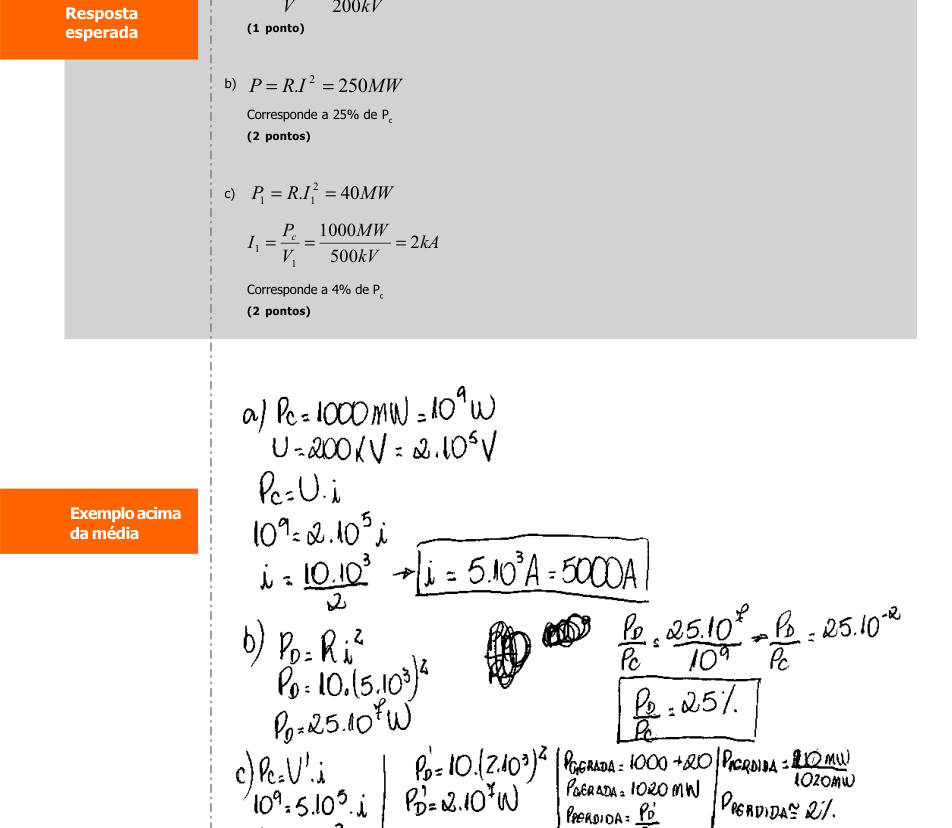 Resposta
esperada
V 200kV
(1 ponto)
b) P = R.I² = 250MW
Corresponde a 25% de Pc
(2 pontos)
c) P₁ = R.I₁² = 40MW
I₁ = Pc/V₁ = 1000MW/500kV = 2kA
Corresponde a 4% de Pc
(2 pontos)
Exemplo acima
da média
a) Pc = 1000 MW = 10⁹ W
U = 200 KV = 2.10⁵ V
Pc = U.i
10⁹ = 2.10⁵ i
i = 10.10³/2 → i = 5.10³ A = 5000A
b) PD = R i²
PD = 10.(5.10³)²
PD = 25.10⁷ W
PD/Pc = 25.10⁷/10⁹ → PD/Pc = 25.10⁻²
PD/Pc = 25%
c) Pc = V'.i
10⁹ = 5.10⁵.i
PD' = 10.(2.10³)²
PD' = 2.10⁷ W
PGERADA = 1000 + 20
PGERADA = 1020 MW
PPERDIDA = PD'
PPERDIDA = 20 MW/1020MW
PPERDIDA ≅ 2%